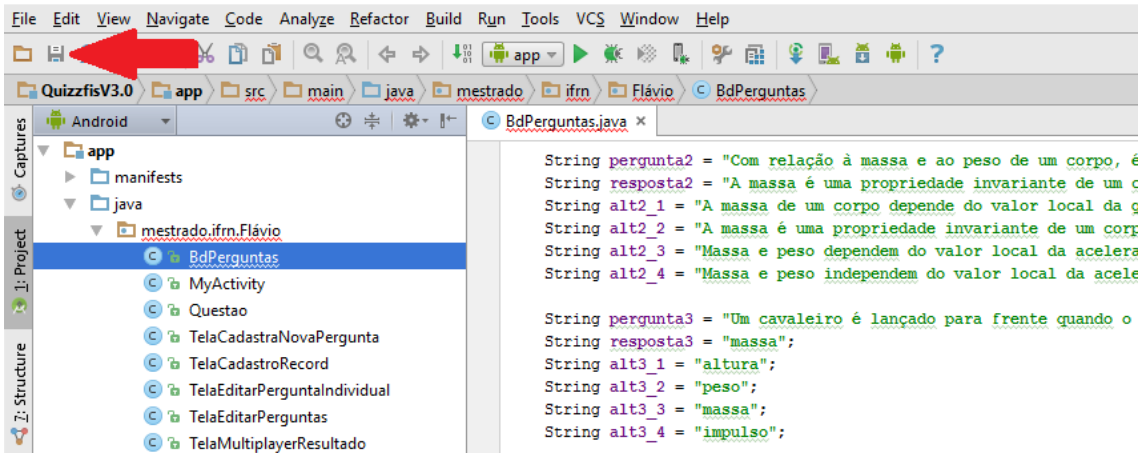 File Edit View Navigate Code Analyze Refactor Build Run Tools VCS Window Help
app
?
QuizzfisV3.0 app src main java mestrado ifrn Flávio C BdPerguntas
Captures
1: Project
7: Structure
Android
app
manifests
java
mestrado.ifrn.Flávio
C BdPerguntas
C MyActivity
C Questao
C TelaCadastraNovaPergunta
C TelaCadastroRecord
C TelaEditarPerguntaIndividual
C TelaEditarPerguntas
C TelaMultiplayerResultado
C BdPerguntas.java ×
String pergunta2 = "Com relação à massa e ao peso de um corpo, é
String resposta2 = "A massa é uma propriedade invariante de um
String alt2_1 = "A massa de um corpo depende do valor local da
String alt2_2 = "A massa é uma propriedade invariante de um corp
String alt2_3 = "Massa e peso dependem do valor local da acelera
String alt2_4 = "Massa e peso independem do valor local da acele
String pergunta3 = "Um cavaleiro é lançado para frente quando o
String resposta3 = "massa";
String alt3_1 = "altura";
String alt3_2 = "peso";
String alt3_3 = "massa";
String alt3_4 = "impulso";